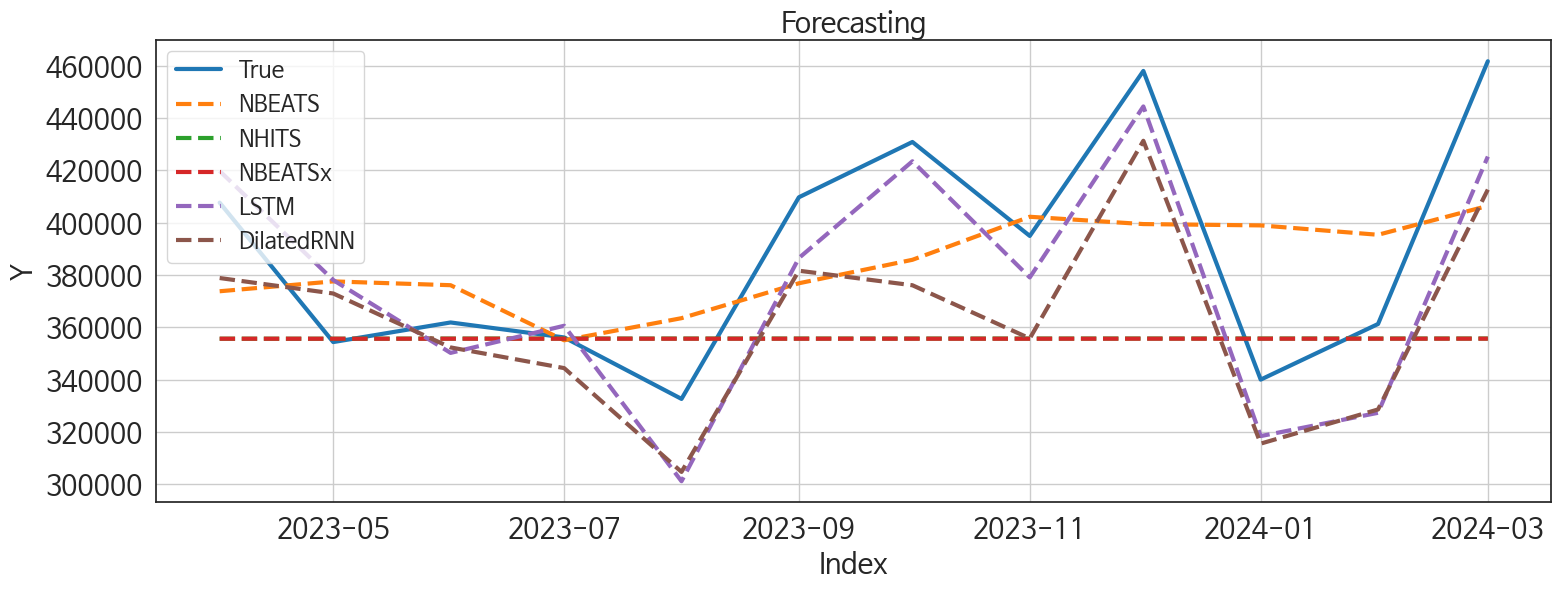 Forecasting
460000
440000
420000
400000
380000
360000
340000
320000
300000
Y
True
NBEATS
NHITS
NBEATSx
LSTM
DilatedRNN
2023-05
2023-07
2023-09
2023-11
2024-01
2024-03
Index